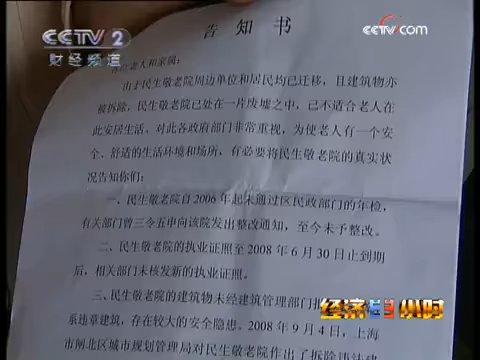 CCTV 2
财经频道
cctv.com
告知书
各位老人和家属:
由于民生敬老院周边单位和居民均已迁移，且建筑物亦
被拆除，民生敬老院已处在一片废墟之中，已不适合老人在
此安居生活。对此各政府部门非常重视，为使老人有一个安
全、舒适的生活环境和场所，有必要将民生敬老院的真实状
况告知你们：
一、民生敬老院自2006年起未通过区民政部门的年检，
有关部门曾三令五申向该院发出整改通知，至今未予整改。
二、民生敬老院的执业证照至2008年6月30日止到期
后，相关部门未核发新的执业证照。
三、民生敬老院的建筑物未经建筑管理部门
系违章建筑，存在较大的安全隐患。2008年9月4日，上海
市闸北区城市规划管理局对民生敬老院作出了拆除违法
经济半小时